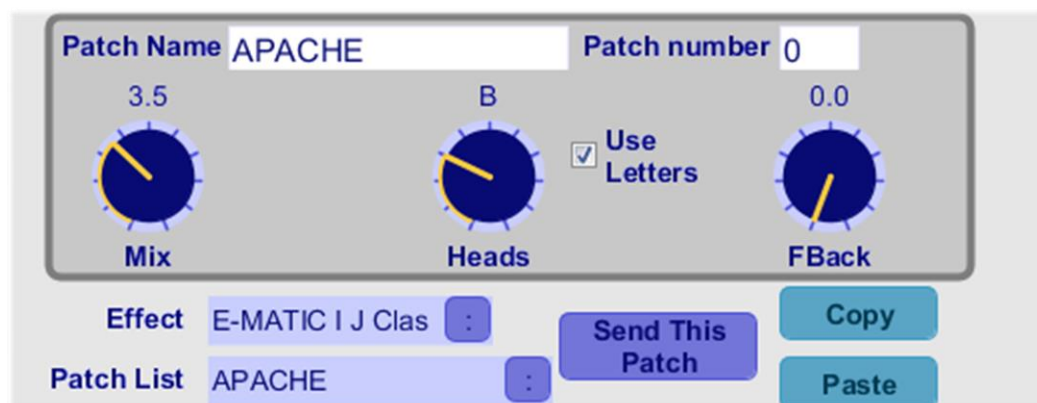 Patch Name APACHE Patch number 0
3.5 B 0.0
Use
Letters
Mix Heads FBack
Effect E-MATIC I J Clas : Send This
Patch Copy
Patch List APACHE : Paste